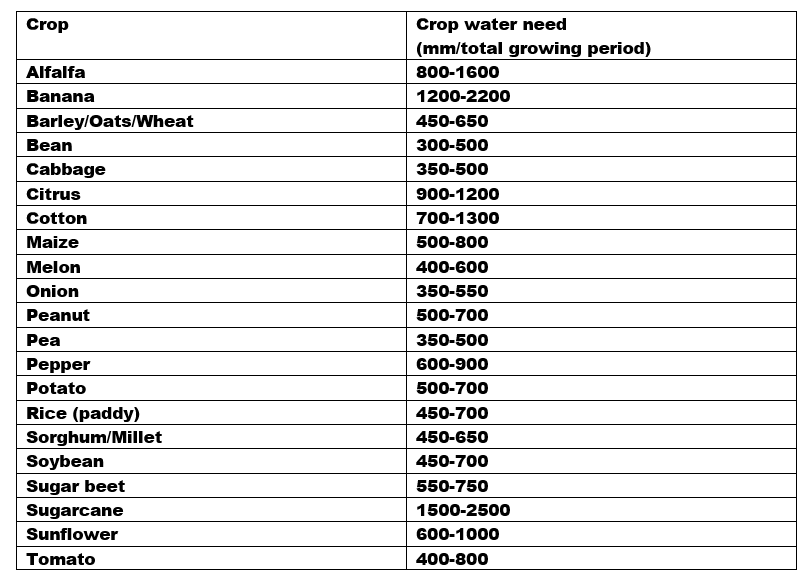 Crop Crop water need
(mm/total growing period)
Alfalfa 800-1600
Banana 1200-2200
Barley/Oats/Wheat 450-650
Bean 300-500
Cabbage 350-500
Citrus 900-1200
Cotton 700-1300
Maize 500-800
Melon 400-600
Onion 350-550
Peanut 500-700
Pea 350-500
Pepper 600-900
Potato 500-700
Rice (paddy) 450-700
Sorghum/Millet 450-650
Soybean 450-700
Sugar beet 550-750
Sugarcane 1500-2500
Sunflower 600-1000
Tomato 400-800